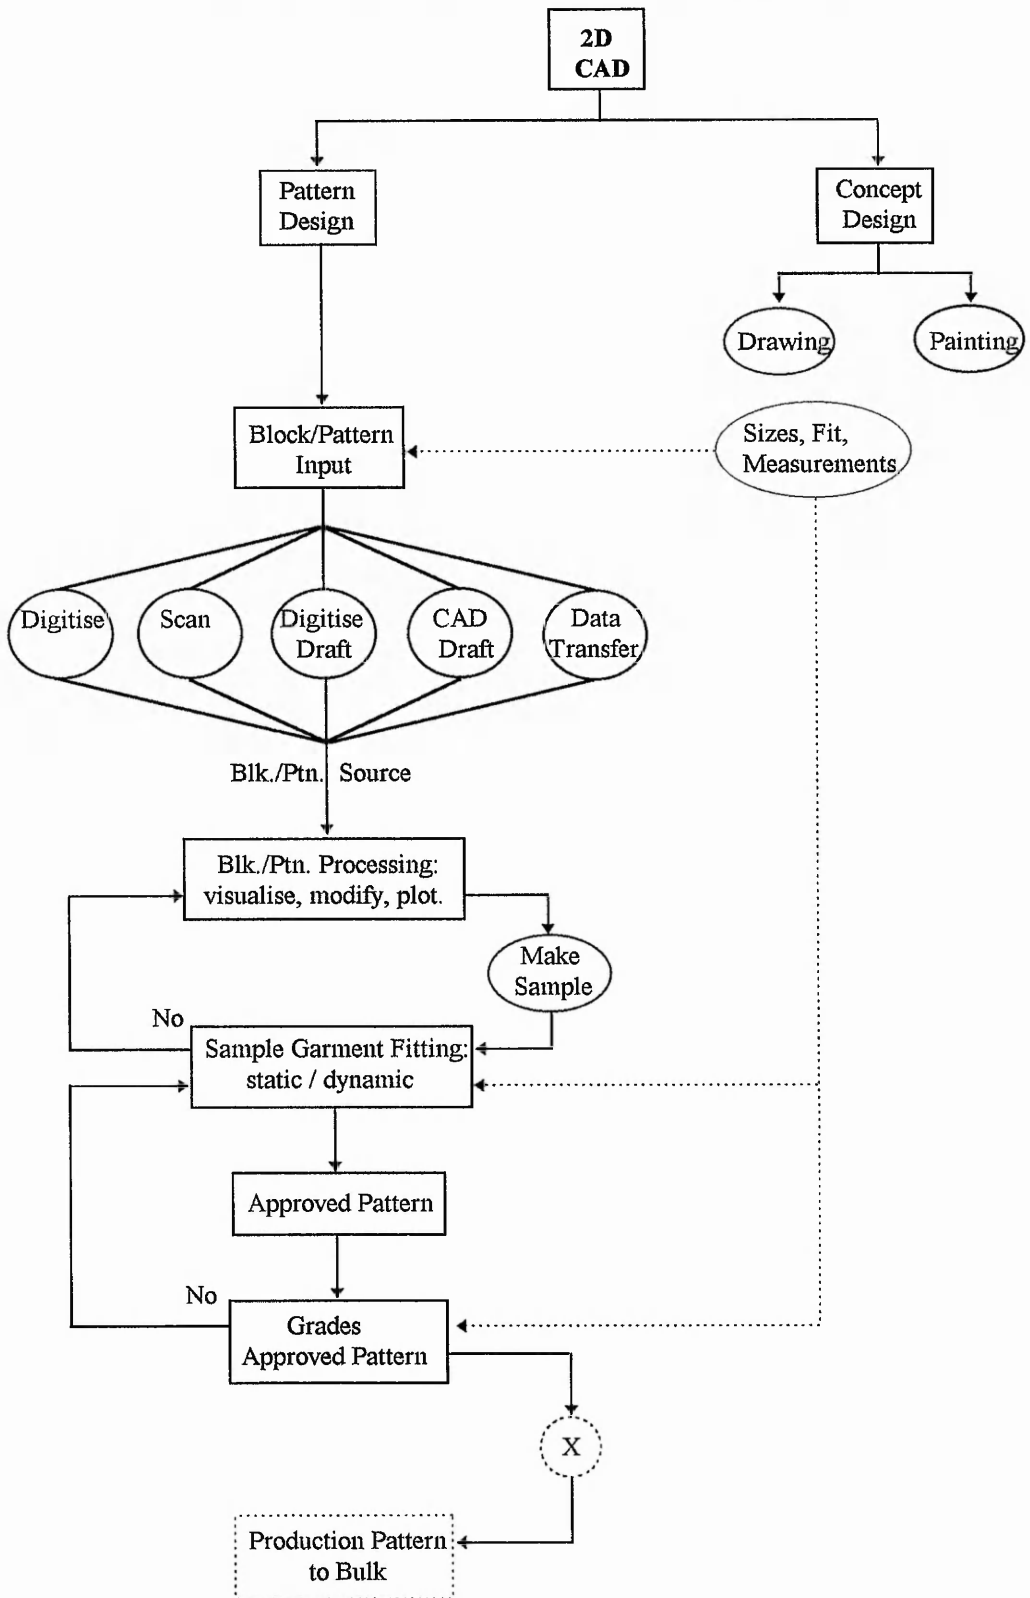 2D
CAD
Pattern
Design
Concept
Design
Drawing
Painting
Block/Pattern
Input
Sizes, Fit,
Measurements
Digitise
Scan
Digitise
Draft
CAD
Draft
Data
Transfer
Blk./Ptn. Source
Blk./Ptn. Processing:
visualise, modify, plot.
Make
Sample
No
Sample Garment Fitting:
static / dynamic
Approved Pattern
No
Grades
Approved Pattern
X
Production Pattern
to Bulk